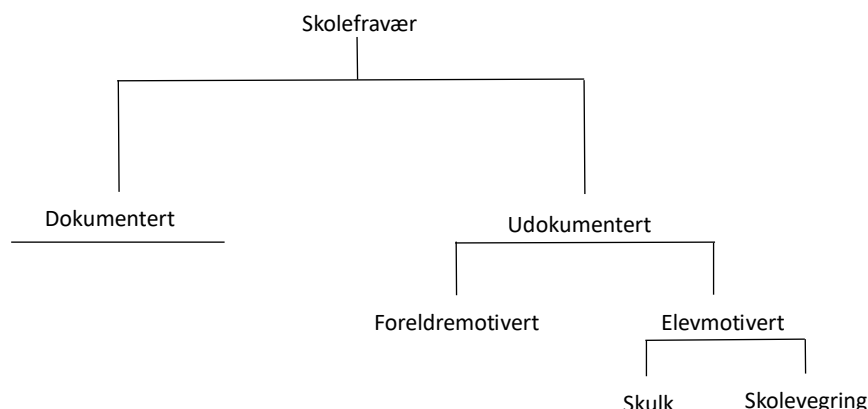 Skolefravær
Dokumentert
Udokumentert
Foreldremotivert
Elevmotivert
Skulk
Skolevegring